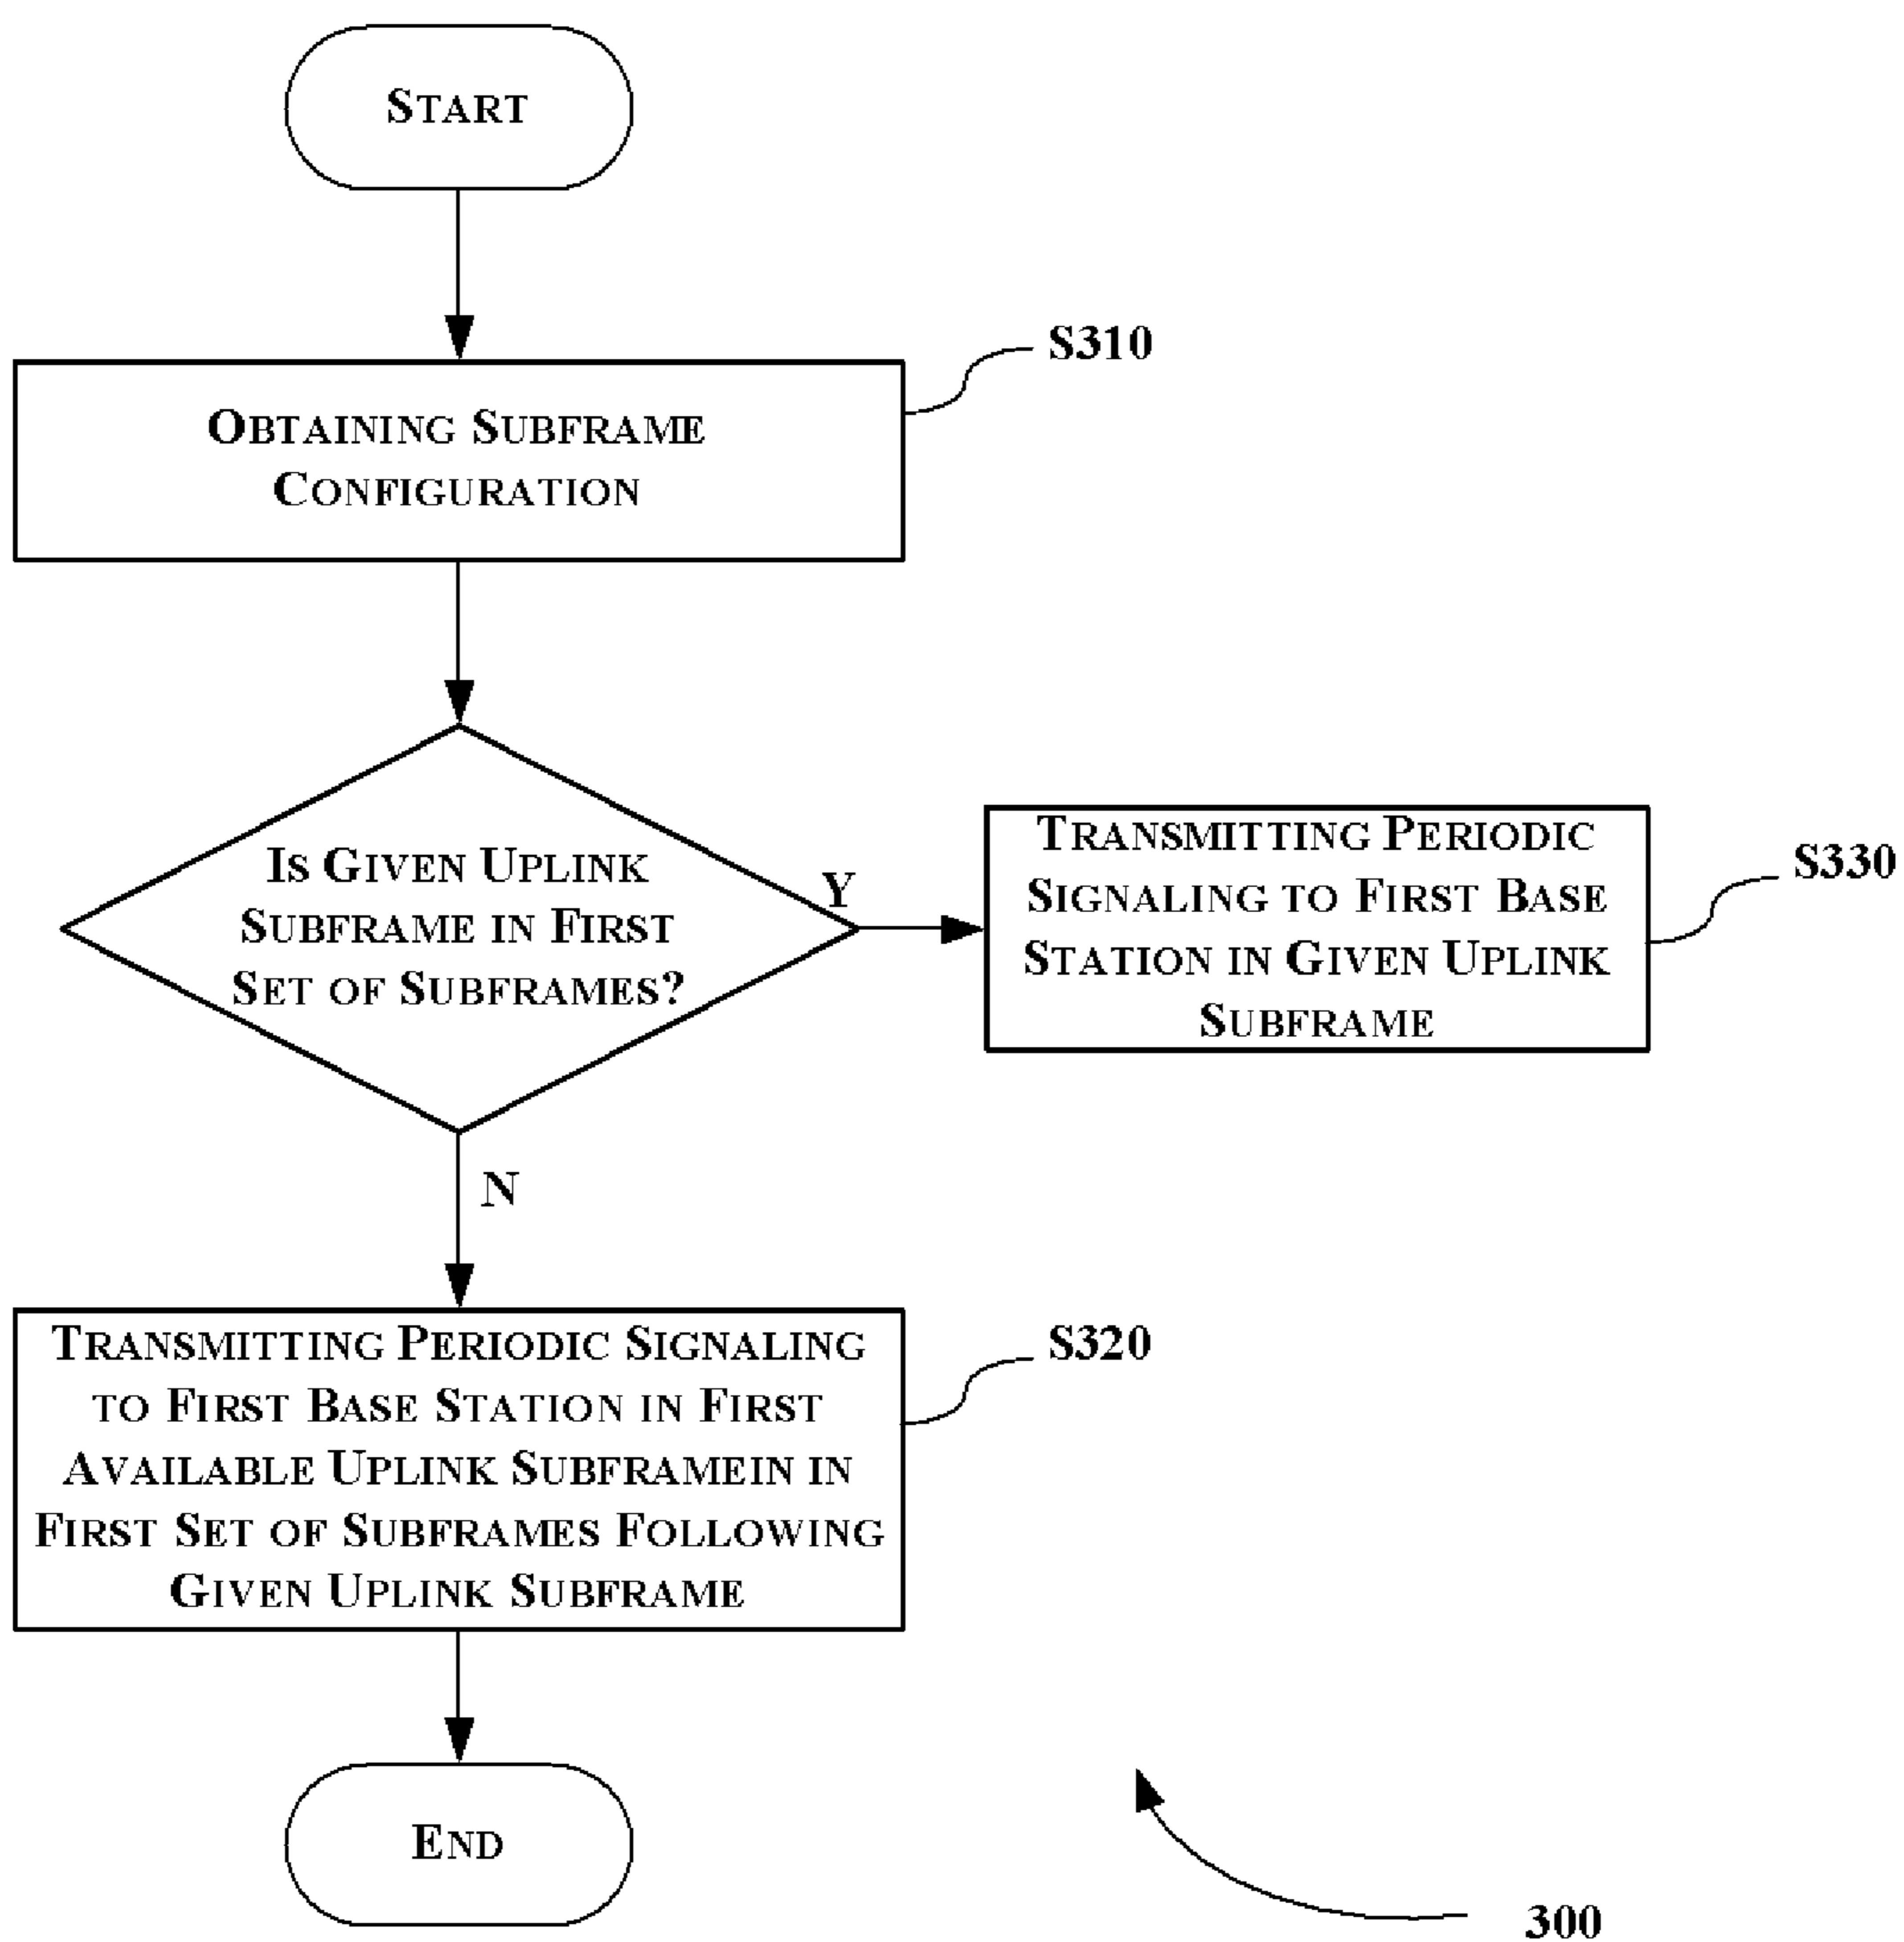 START
S310
OBTAINING SUBFRAME
CONFIGURATION
IS GIVEN UPLINK
SUBFRAME IN FIRST
SET OF SUBFRAMES?
Y
TRANSMITTING PERIODIC
SIGNALING TO FIRST BASE
STATION IN GIVEN UPLINK
SUBFRAME
S330
N
TRANSMITTING PERIODIC SIGNALING
TO FIRST BASE STATION IN FIRST
AVAILABLE UPLINK SUBFRAMEIN IN
FIRST SET OF SUBFRAMES FOLLOWING
GIVEN UPLINK SUBFRAME
S320
END
300